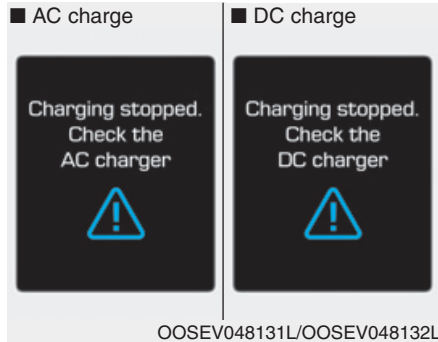 ■ AC charge
Charging stopped.
Check the
AC charger
■ DC charge
Charging stopped.
Check the
DC charger
OOSEV048131L/OOSEV048132L